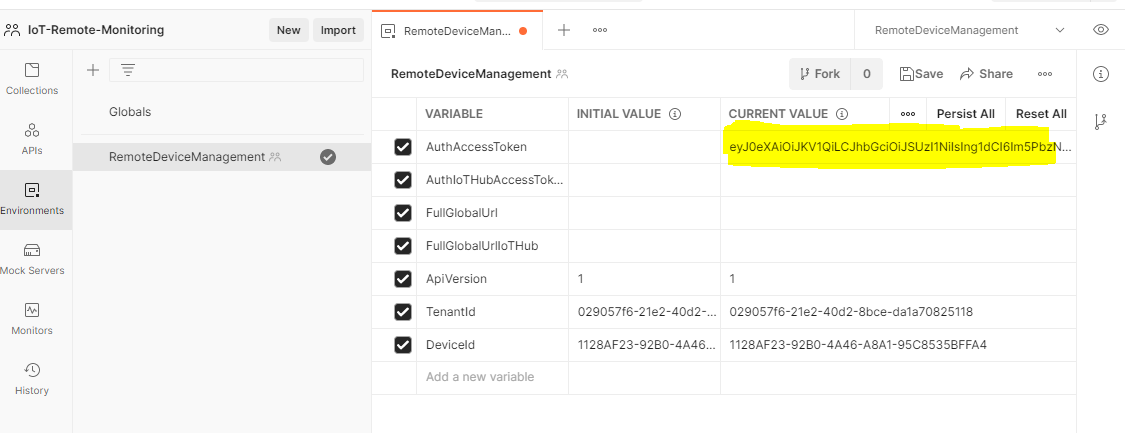 IoT-Remote-Monitoring
New
Import
RemoteDeviceMan...
RemoteDeviceManagement
Collections
APIs
Environments
Mock Servers
Monitors
History
Globals
RemoteDeviceManagement
RemoteDeviceManagement
Fork
0
Save
Share
VARIABLE INITIAL VALUE CURRENT VALUE Persist All Reset All
AuthAccessToken eyJ0eXAiOiJKV1QiLCJhbGciOiJSUzI1NiIsIng1dCI6Im5PbzN...
AuthIoTHubAccessTok...
FullGlobalUrl
FullGlobalUrlIoTHub
ApiVersion 1 1
TenantId 029057f6-21e2-40d2-... 029057f6-21e2-40d2-8bce-da1a70825118
DeviceId 1128AF23-92B0-4A46... 1128AF23-92B0-4A46-A8A1-95C8535BFFA4
Add a new variable